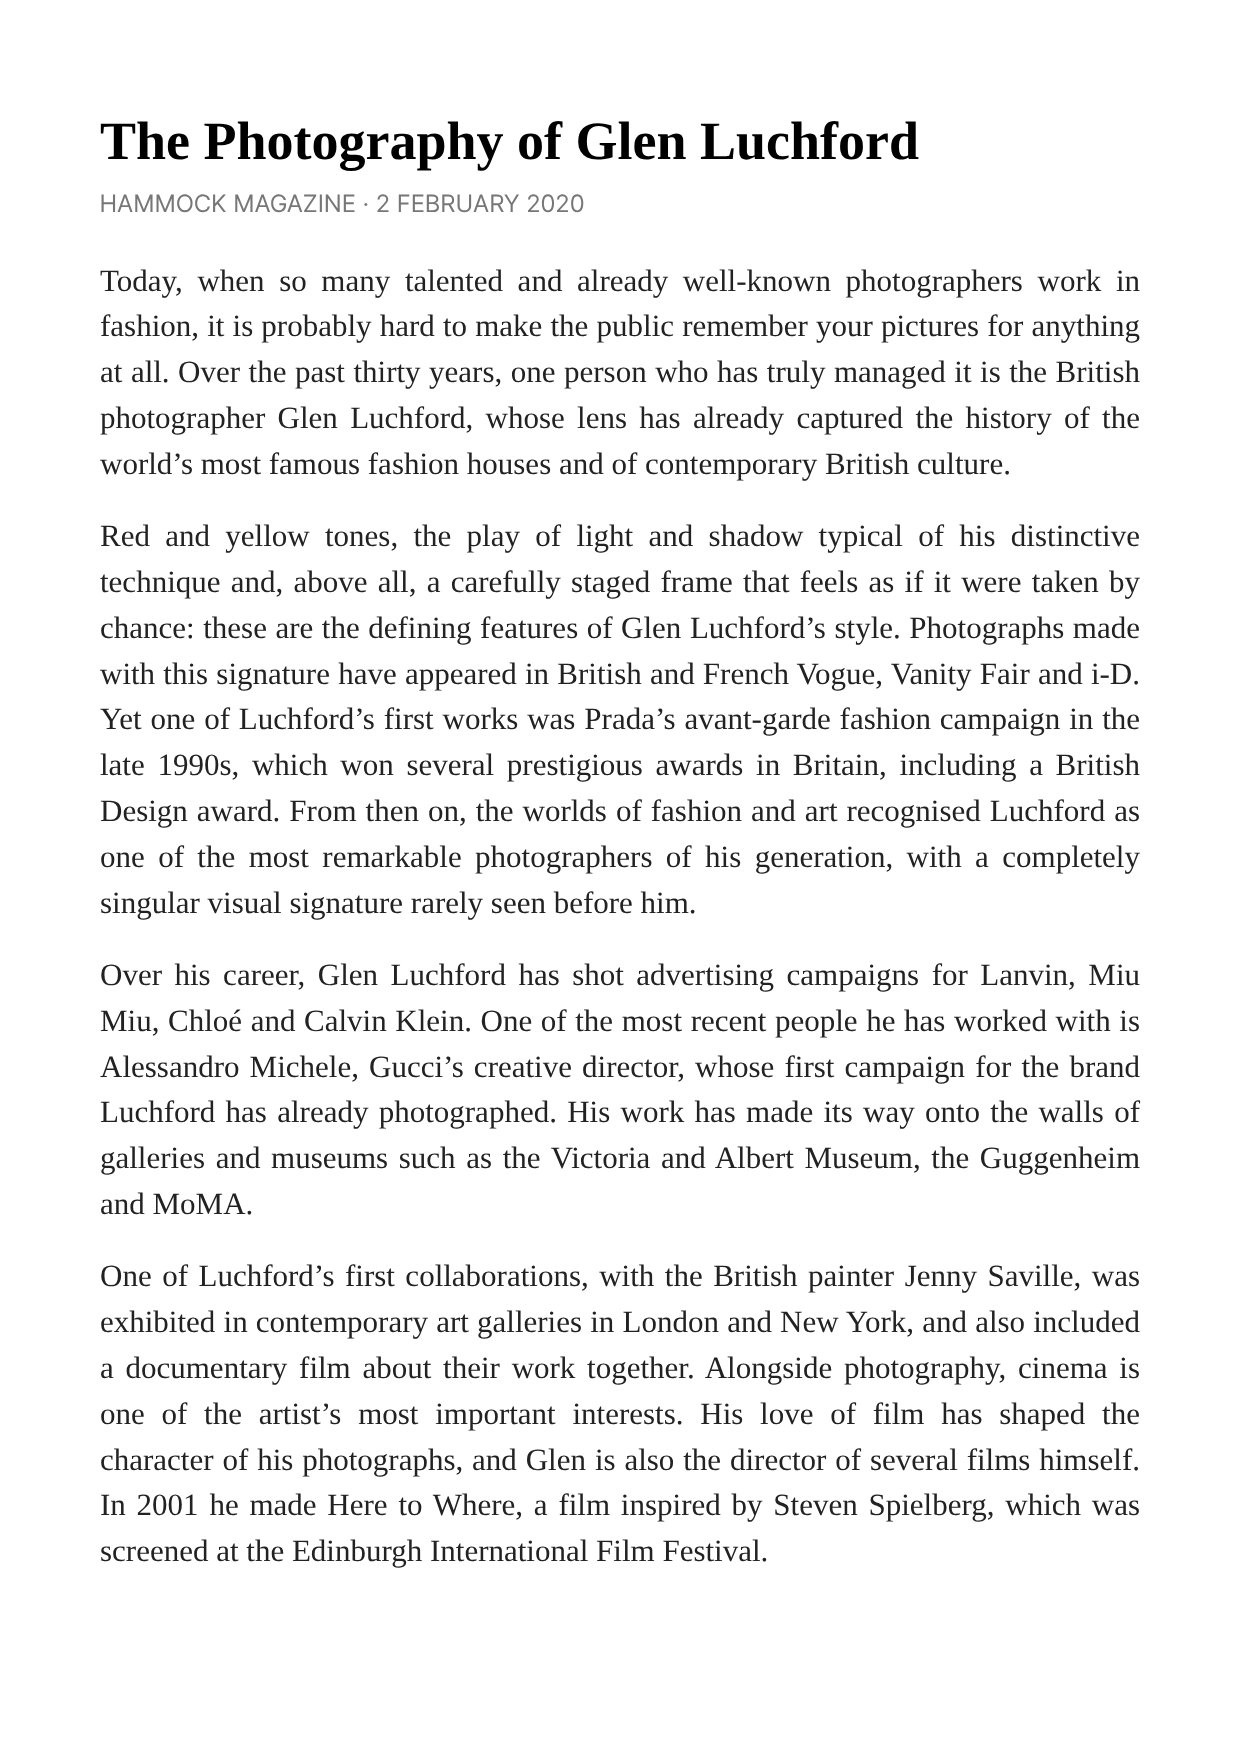 The Photography of Glen Luchford
HAMMOCK MAGAZINE · 2 FEBRUARY 2020
Today, when so many talented and already well-known photographers work in
fashion, it is probably hard to make the public remember your pictures for anything
at all. Over the past thirty years, one person who has truly managed it is the British
photographer Glen Luchford, whose lens has already captured the history of the
world’s most famous fashion houses and of contemporary British culture.
Red and yellow tones, the play of light and shadow typical of his distinctive
technique and, above all, a carefully staged frame that feels as if it were taken by
chance: these are the defining features of Glen Luchford’s style. Photographs made
with this signature have appeared in British and French Vogue, Vanity Fair and i-D.
Yet one of Luchford’s first works was Prada’s avant-garde fashion campaign in the
late 1990s, which won several prestigious awards in Britain, including a British
Design award. From then on, the worlds of fashion and art recognised Luchford as
one of the most remarkable photographers of his generation, with a completely
singular visual signature rarely seen before him.
Over his career, Glen Luchford has shot advertising campaigns for Lanvin, Miu
Miu, Chloé and Calvin Klein. One of the most recent people he has worked with is
Alessandro Michele, Gucci’s creative director, whose first campaign for the brand
Luchford has already photographed. His work has made its way onto the walls of
galleries and museums such as the Victoria and Albert Museum, the Guggenheim
and MoMA.
One of Luchford’s first collaborations, with the British painter Jenny Saville, was
exhibited in contemporary art galleries in London and New York, and also included
a documentary film about their work together. Alongside photography, cinema is
one of the artist’s most important interests. His love of film has shaped the
character of his photographs, and Glen is also the director of several films himself.
In 2001 he made Here to Where, a film inspired by Steven Spielberg, which was
screened at the Edinburgh International Film Festival.